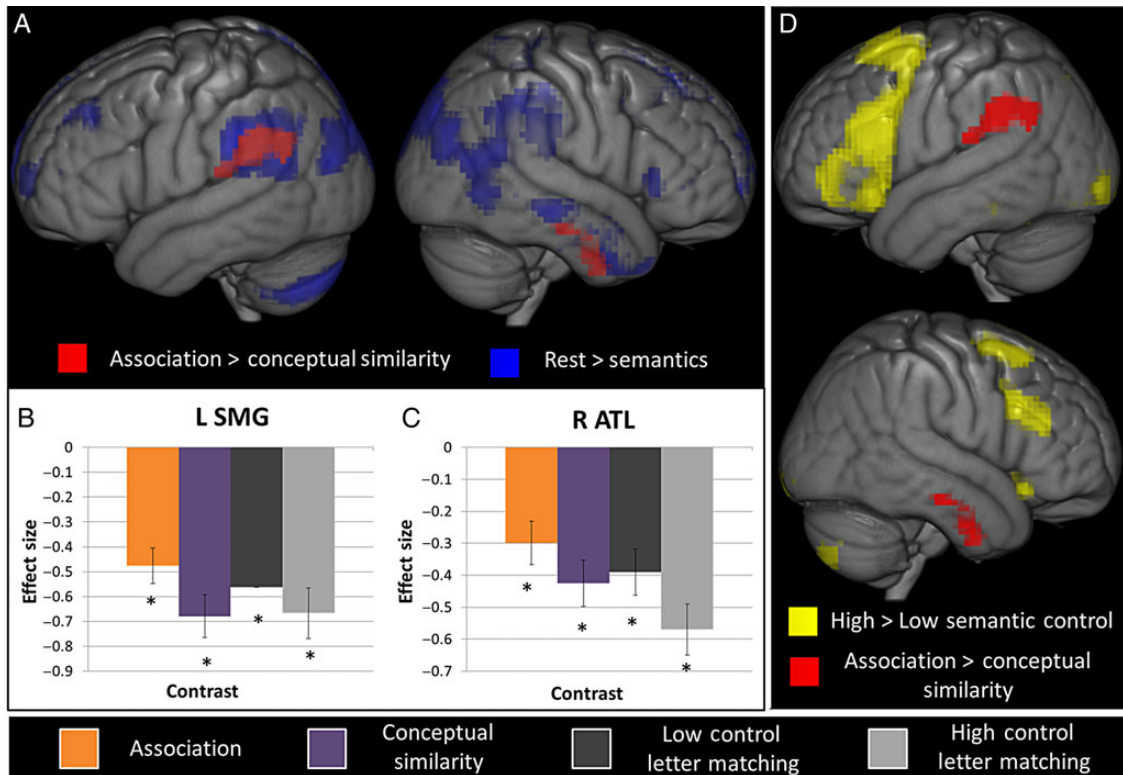 A
D
Association > conceptual similarity
Rest > semantics
B
L SMG
0
−0.1
−0.2
−0.3
−0.4
−0.5
−0.6
−0.7
−0.8
−0.9
Effect size
*
*
*
*
Contrast
C
R ATL
0
−0.1
−0.2
−0.3
−0.4
−0.5
−0.6
−0.7
Effect size
*
*
*
*
Contrast
High > Low semantic control
Association > conceptual
similarity
Association
Conceptual
similarity
Low control
letter matching
High control
letter matching